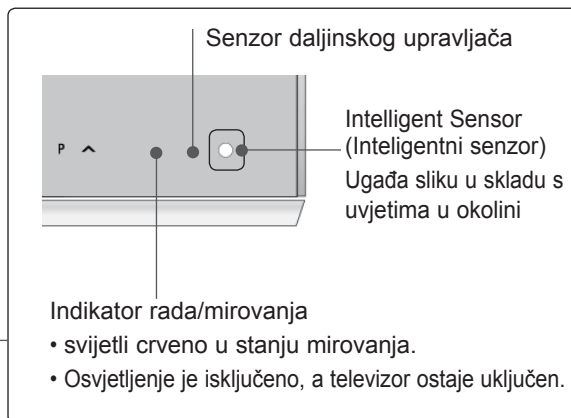 Senzor daljinskog upravljača
Intelligent Sensor
(Inteligentni senzor)
Ugađa sliku u skladu s
uvjetima u okolini
P
Indikator rada/mirovanja
• svijetli crveno u stanju mirovanja.
• Osvjetljenje je isključeno, a televizor ostaje uključen.